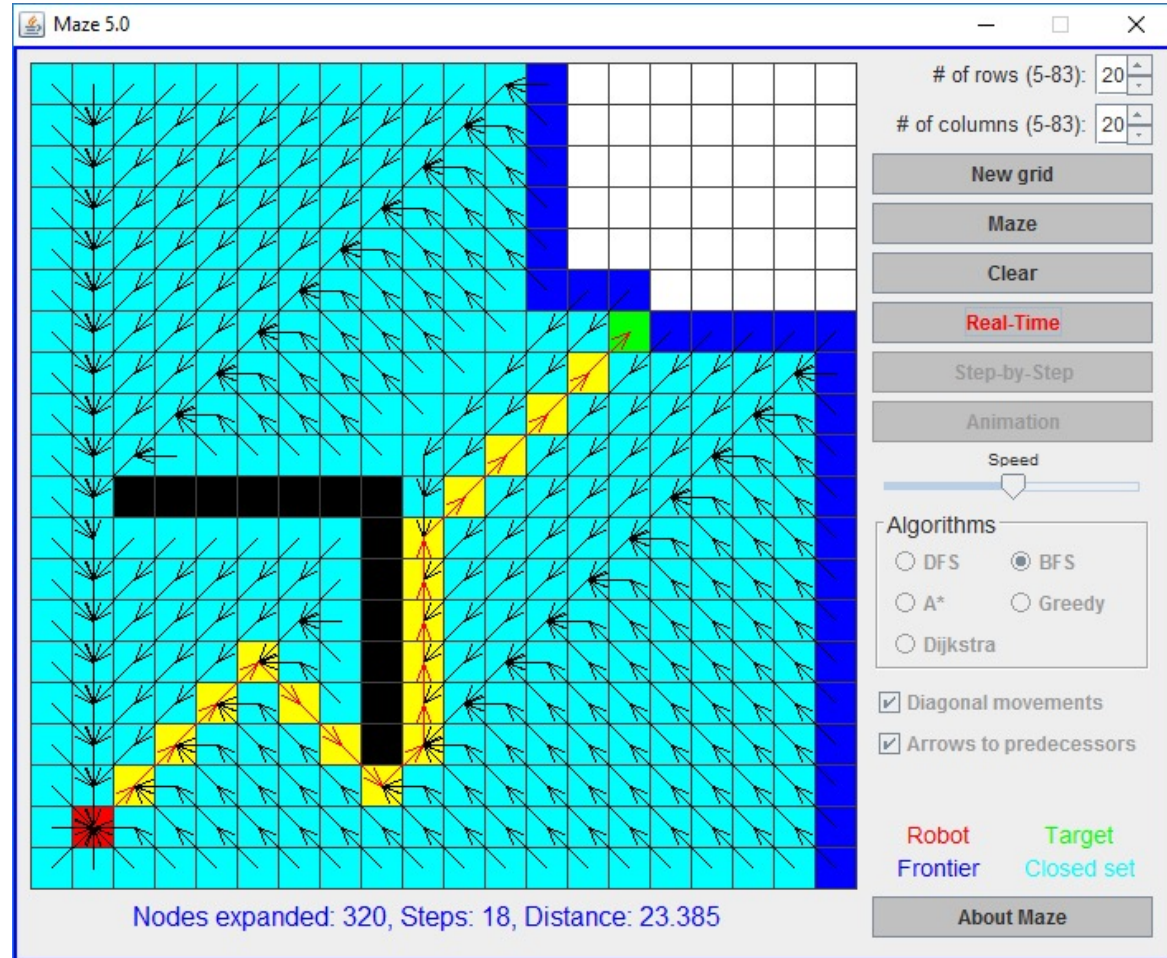 Maze 5.0
# of rows (5-83): 20
# of columns (5-83): 20
New grid
Maze
Clear
Real-Time
Step-by-Step
Animation
Speed
Algorithms
DFS BFS
A* Greedy
Dijkstra
Diagonal movements
Arrows to predecessors
Robot Target
Frontier Closed set
About Maze
Nodes expanded: 320, Steps: 18, Distance: 23.385